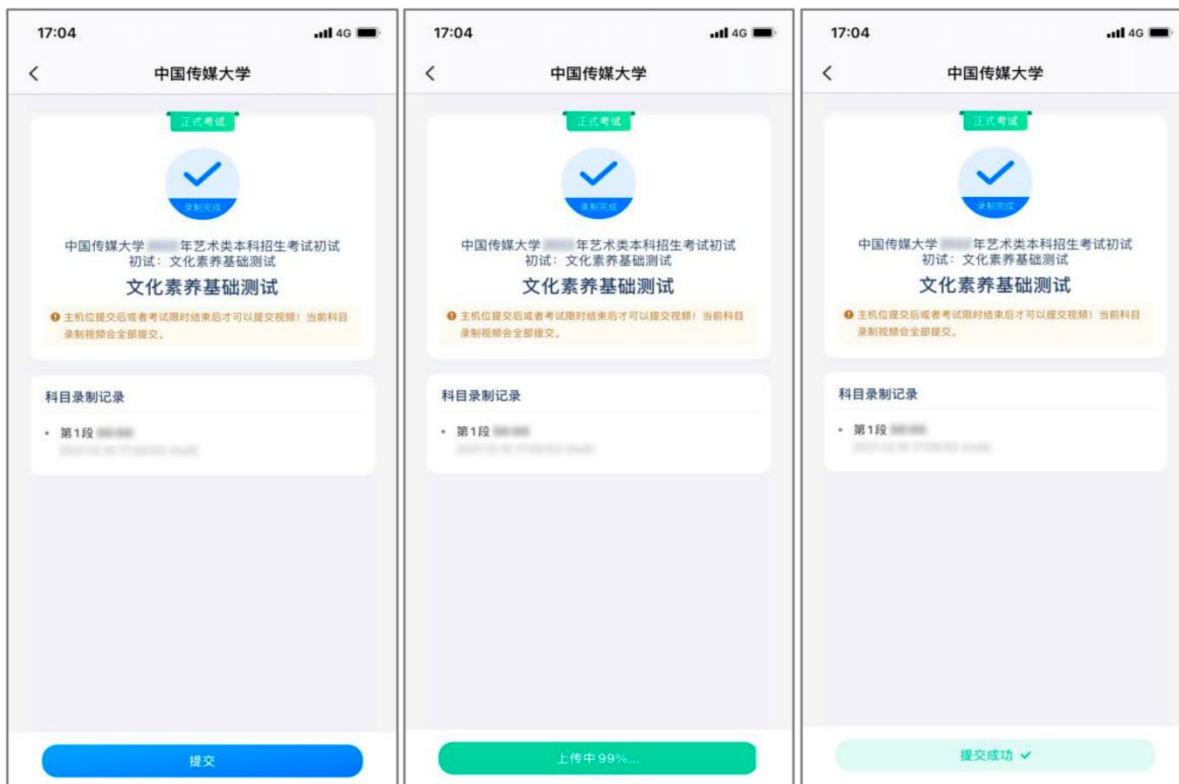 17:04
4G
中国传媒大学
正式考试
录制完成
中国传媒大学 年艺术类本科招生考试初试
初试：文化素养基础测试
文化素养基础测试
主机位提交后或者考试限时结束后才可以提交视频！当前科目
录制视频会全部提交。
科目录制记录
第1段
提交
17:04
4G
中国传媒大学
正式考试
录制完成
中国传媒大学 年艺术类本科招生考试初试
初试：文化素养基础测试
文化素养基础测试
主机位提交后或者考试限时结束后才可以提交视频！当前科目
录制视频会全部提交。
科目录制记录
第1段
上传中99%...
17:04
4G
中国传媒大学
正式考试
录制完成
中国传媒大学 年艺术类本科招生考试初试
初试：文化素养基础测试
文化素养基础测试
主机位提交后或者考试限时结束后才可以提交视频！当前科目
录制视频会全部提交。
科目录制记录
第1段
提交成功